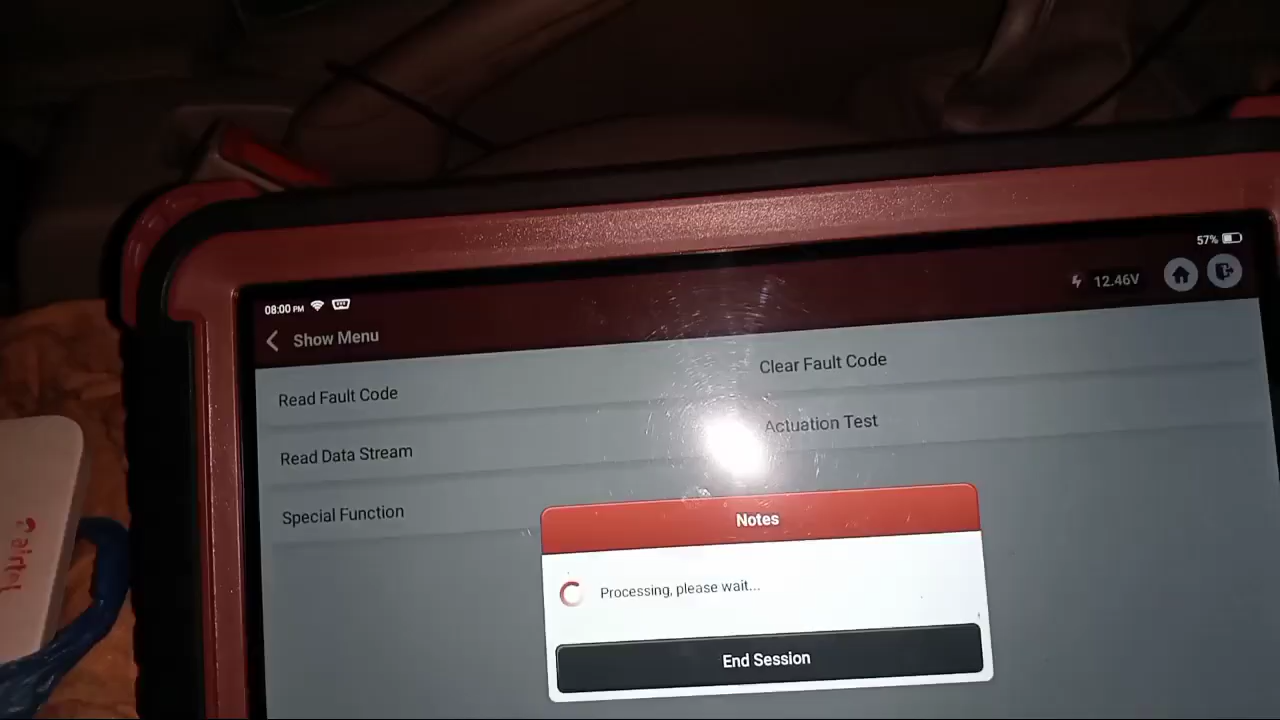 57%
08:00 PM
12.46V
Show Menu
Read Fault Code
Clear Fault Code
Read Data Stream
Actuation Test
Special Function
Notes
Processing, please wait...
End Session
airtel